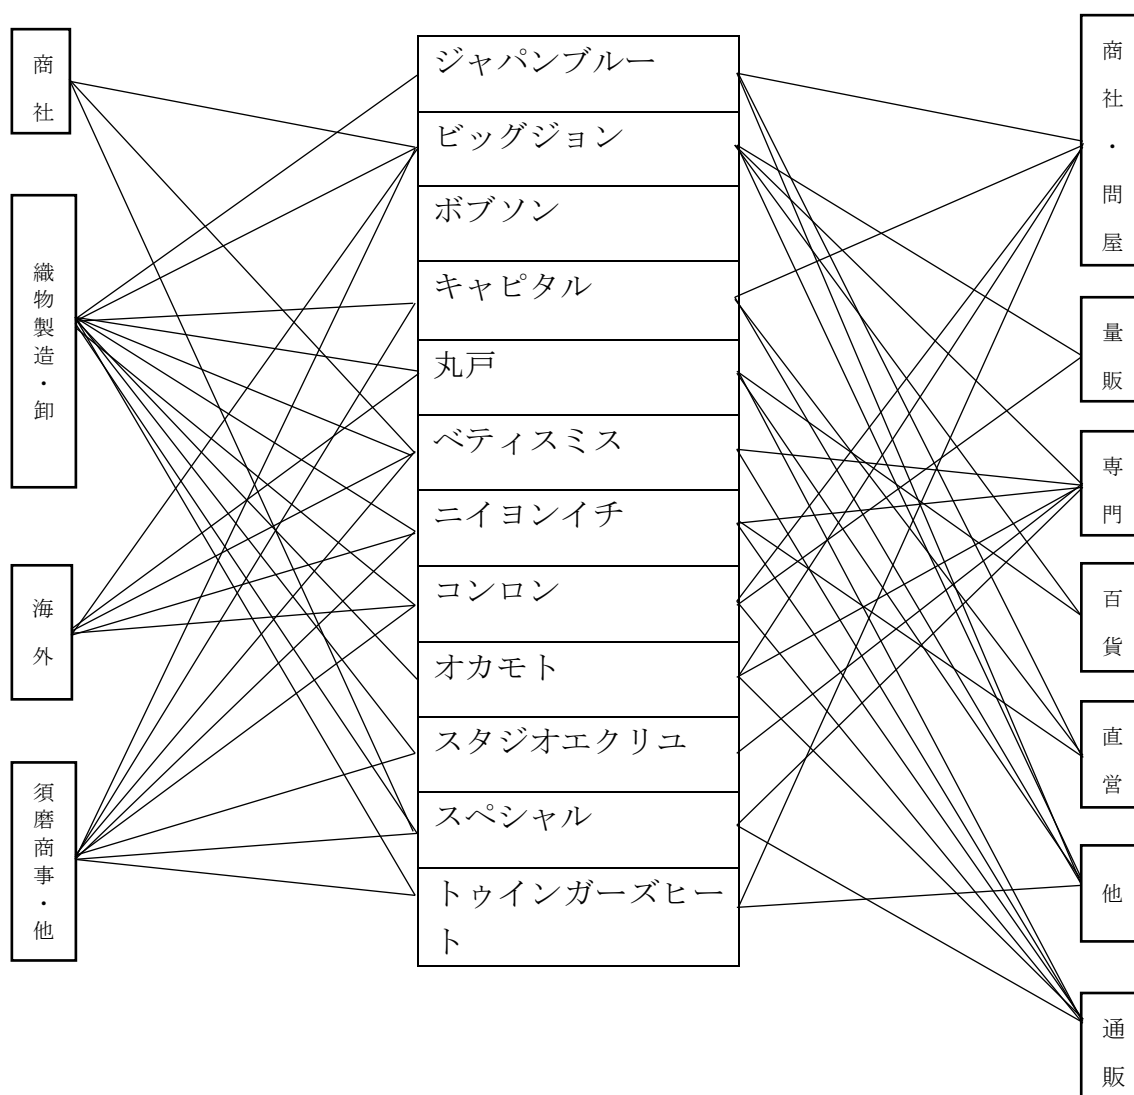 商社
織物製造・卸
海外
須磨商事・他
ジャパンブルー
ビッグジョン
ボブソン
キャピタル
丸戸
ベティスミス
ニイヨンイチ
コンロン
オカモト
スタジオエクリユ
スペシャル
トゥインガーズヒー
ト
商社・問屋
量販
専門
百貨
直営
他
通販